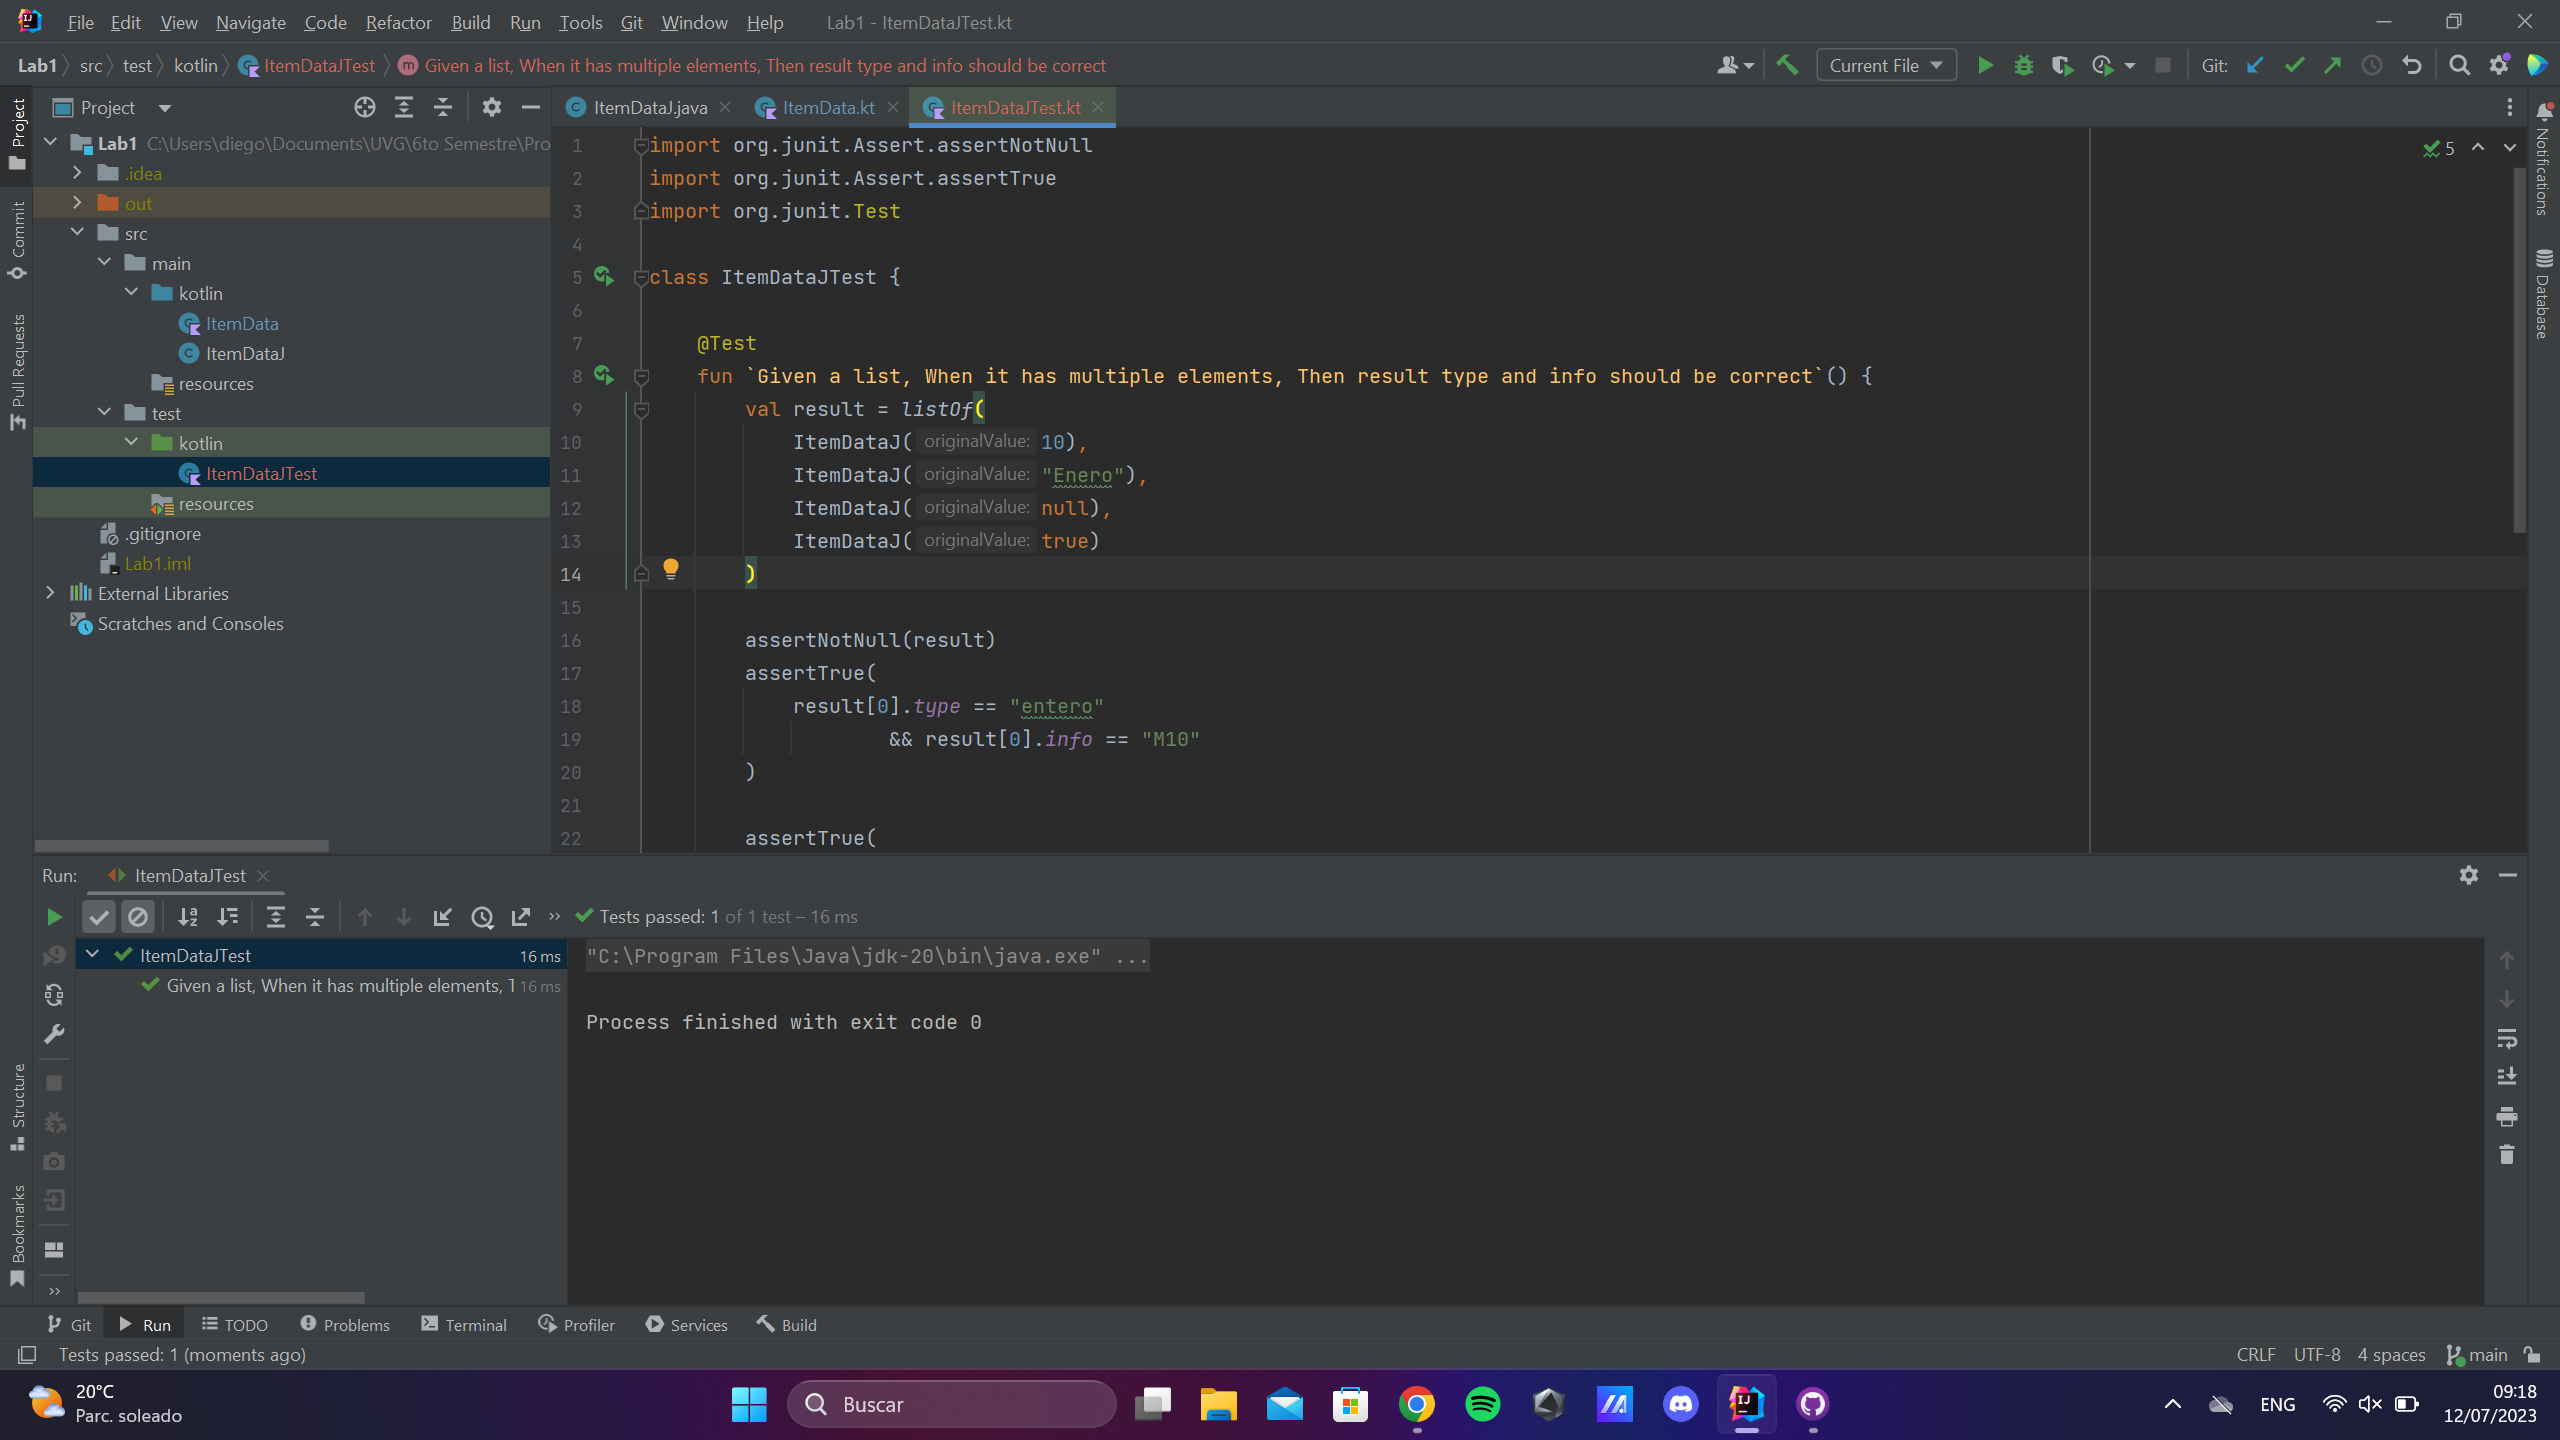 File Edit View Navigate Code Refactor Build Run Tools Git Window Help Lab1 - ItemDataJTest.kt
Lab1 src test kotlin ItemDataJTest Given a list, When it has multiple elements, Then result type and info should be correct Current File Git:
Project
ItemDataJ.java ItemData.kt ItemDataJTest.kt
Project
Commit
Pull Requests
Structure
Bookmarks
Lab1 C:\Users\diego\Documents\UVG\6to Semestre\Pro
.idea
out
src
main
kotlin
ItemData
ItemDataJ
resources
test
kotlin
ItemDataJTest
resources
.gitignore
Lab1.iml
External Libraries
Scratches and Consoles
1 import org.junit.Assert.assertNotNull
2 import org.junit.Assert.assertTrue
3 import org.junit.Test
4
5 class ItemDataJTest {
6
7 @Test
8 fun `Given a list, When it has multiple elements, Then result type and info should be correct`() {
9 val result = listOf(
10 ItemDataJ( originalValue: 10),
11 ItemDataJ( originalValue: "Enero"),
12 ItemDataJ( originalValue: null),
13 ItemDataJ( originalValue: true)
14 )
15
16 assertNotNull(result)
17 assertTrue(
18 result[0].type == "entero"
19 && result[0].info == "M10"
20 )
21
22 assertTrue(
5
Notifications
Database
Run: ItemDataJTest
Tests passed: 1 of 1 test – 16 ms
ItemDataJTest 16 ms
Given a list, When it has multiple elements, T 16 ms
"C:\Program Files\Java\jdk-20\bin\java.exe" ...
Process finished with exit code 0
Git Run TODO Problems Terminal Profiler Services Build
Tests passed: 1 (moments ago) CRLF UTF-8 4 spaces main
20°C
Parc. soleado
Buscar
ENG
09:18
12/07/2023